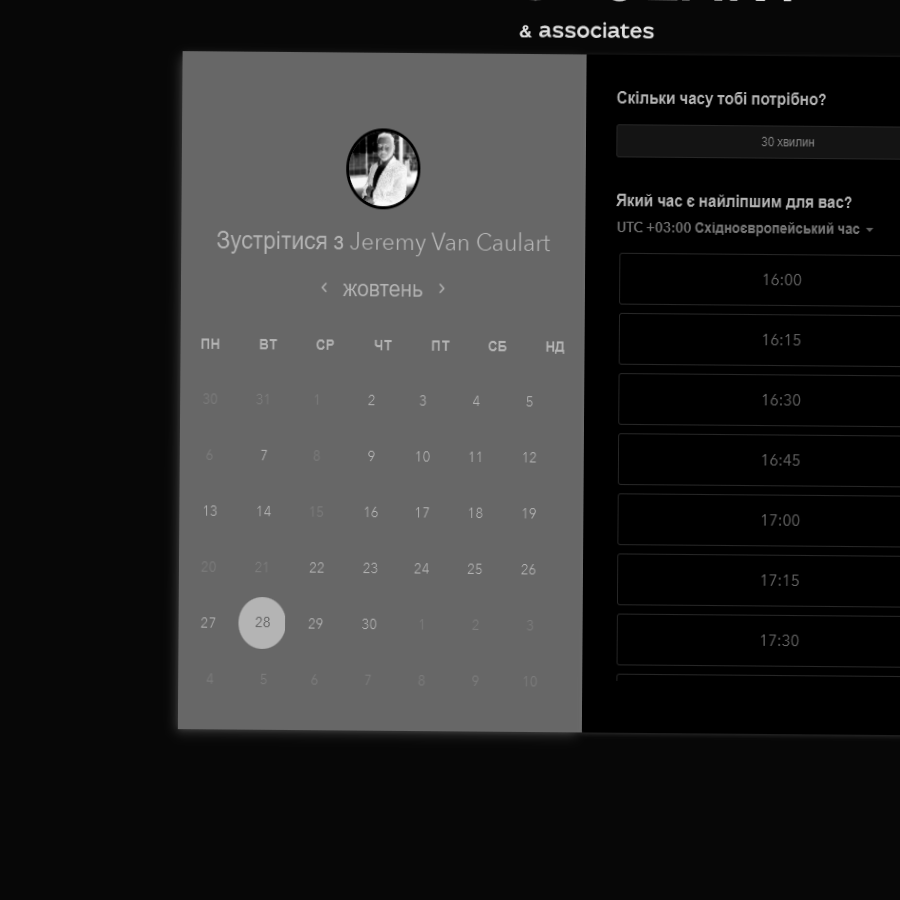 & associates
Зустрітися з Jeremy Van Caulart
‹ жовтень ›
ПН ВТ СР ЧТ ПТ СБ НД
30 31 1 2 3 4 5
6 7 8 9 10 11 12
13 14 15 16 17 18 19
20 21 22 23 24 25 26
27 28 29 30 1 2 3
4 5 6 7 8 9 10
Скільки часу тобі потрібно?
30 хвилин
Який час є найліпшим для вас?
UTC +03:00 Східноєвропейський час
16:00
16:15
16:30
16:45
17:00
17:15
17:30